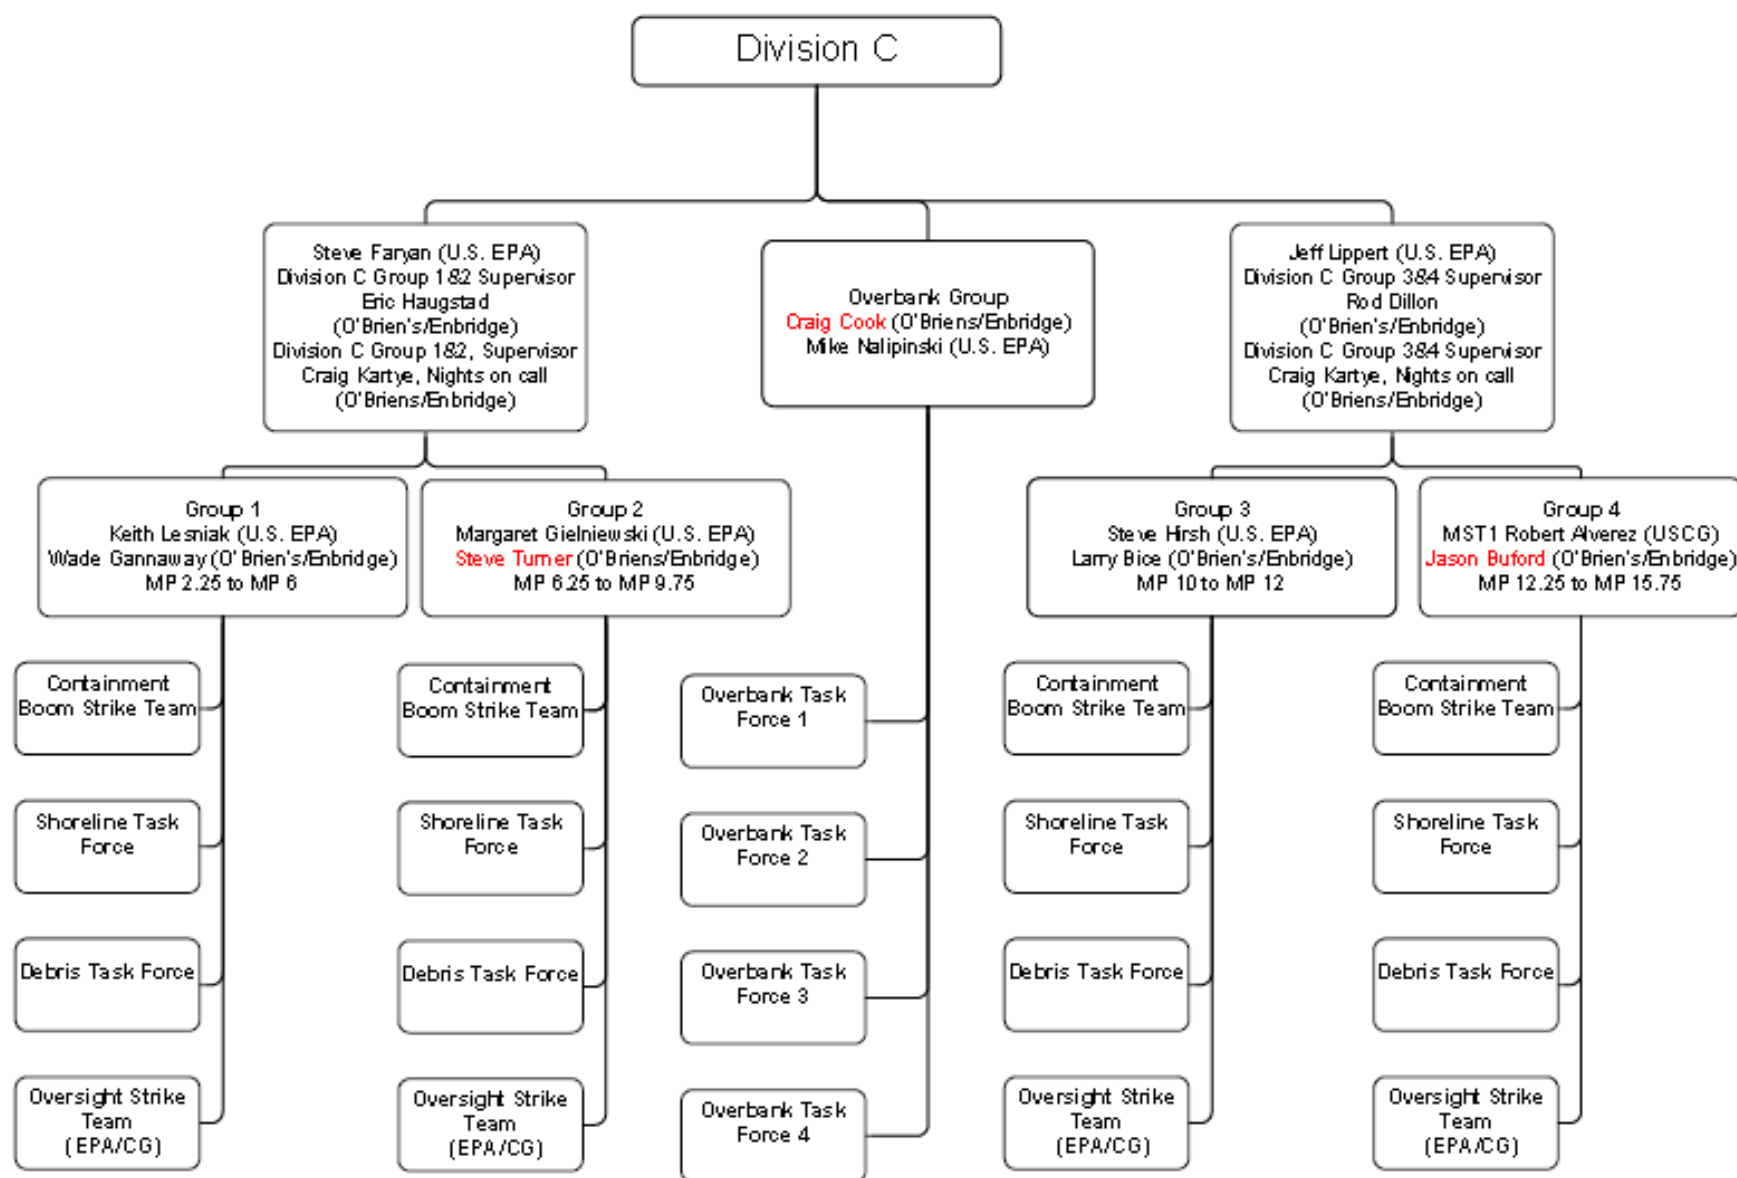 Division C
Steve Faryan (U.S. EPA)
Division C Group 1&2 Supervisor
Eric Haugstad
(O'Brien's/Enbridge)
Division C Group 1&2, Supervisor
Craig Kartye, Nights on call
(O'Briens/Enbridge)
Overbank Group
Craig Cook (O'Briens/Enbridge)
Mike Nalipinski (U.S. EPA)
Jeff Lippert (U.S. EPA)
Division C Group 3&4 Supervisor
Rod Dillon
(O'Brien's/Enbridge)
Division C Group 3&4 Supervisor
Craig Kartye, Nights on call
(O'Briens/Enbridge)
Group 1
Keith Lesniak (U.S. EPA)
Wade Gannaway (O'Brien's/Enbridge)
MP 2.25 to MP 6
Group 2
Margaret Gielniewski (U.S. EPA)
Steve Turner (O'Briens/Enbridge)
MP 6.25 to MP 9.75
Group 3
Steve Hirsh (U.S. EPA)
Larry Bice (O'Brien's/Enbridge)
MP 10 to MP 12
Group 4
MST1 Robert Alverez (USCG)
Jason Buford (O'Brien's/Enbridge)
MP 12.25 to MP 15.75
Containment
Boom Strike Team
Shoreline Task
Force
Debris Task Force
Oversight Strike
Team
(EPA/CG)
Containment
Boom Strike Team
Shoreline Task
Force
Debris Task Force
Oversight Strike
Team
(EPA/CG)
Overbank Task
Force 1
Overbank Task
Force 2
Overbank Task
Force 3
Overbank Task
Force 4
Containment
Boom Strike Team
Shoreline Task
Force
Debris Task Force
Oversight Strike
Team
(EPA/CG)
Containment
Boom Strike Team
Shoreline Task
Force
Debris Task Force
Oversight Strike
Team
(EPA/CG)